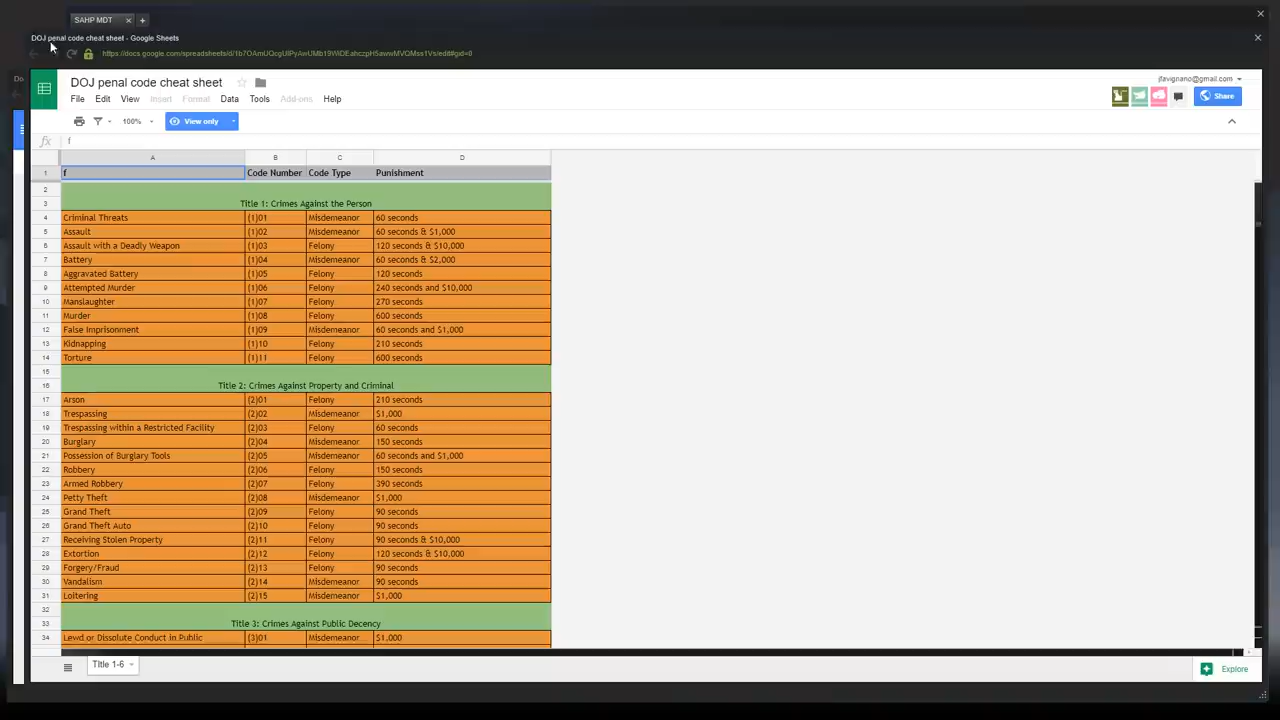 SAHP MDT × +
DOJ penal code cheat sheet - Google Sheets
https://docs.google.com/spreadsheets/d/1b7OAmUQcgUIPyAwUMb19WiDEahczpH5awwMVQMss1Vs/edit#gid=0
DOJ penal code cheat sheet
jfavignano@gmail.com
File Edit View Insert Format Data Tools Add-ons Help
Share
100% View only
fx f
A B C D
1 f Code Number Code Type Punishment
2
3 Title 1: Crimes Against the Person
4 Criminal Threats (1)01 Misdemeanor 60 seconds
5 Assault (1)02 Misdemeanor 60 seconds & $1,000
6 Assault with a Deadly Weapon (1)03 Felony 120 seconds & $10,000
7 Battery (1)04 Misdemeanor 60 seconds & $2,000
8 Aggravated Battery (1)05 Felony 120 seconds
9 Attempted Murder (1)06 Felony 240 seconds and $10,000
10 Manslaughter (1)07 Felony 270 seconds
11 Murder (1)08 Felony 600 seconds
12 False Imprisonment (1)09 Misdemeanor 60 seconds and $1,000
13 Kidnapping (1)10 Felony 210 seconds
14 Torture (1)11 Felony 600 seconds
15
16 Title 2: Crimes Against Property and Criminal
17 Arson (2)01 Felony 210 seconds
18 Trespassing (2)02 Misdemeanor $1,000
19 Trespassing within a Restricted Facility (2)03 Felony 60 seconds
20 Burglary (2)04 Misdemeanor 150 seconds
21 Possession of Burglary Tools (2)05 Misdemeanor 60 seconds and $1,000
22 Robbery (2)06 Felony 150 seconds
23 Armed Robbery (2)07 Felony 390 seconds
24 Petty Theft (2)08 Misdemeanor $1,000
25 Grand Theft (2)09 Felony 90 seconds
26 Grand Theft Auto (2)10 Felony 90 seconds
27 Receiving Stolen Property (2)11 Felony 90 seconds & $10,000
28 Extortion (2)12 Felony 120 seconds & $10,000
29 Forgery/Fraud (2)13 Felony 90 seconds
30 Vandalism (2)14 Misdemeanor 90 seconds
31 Loitering (2)15 Misdemeanor $1,000
32
33 Title 3: Crimes Against Public Decency
34 Lewd or Dissolute Conduct in Public (3)01 Misdemeanor $1,000
Title 1-6
Explore